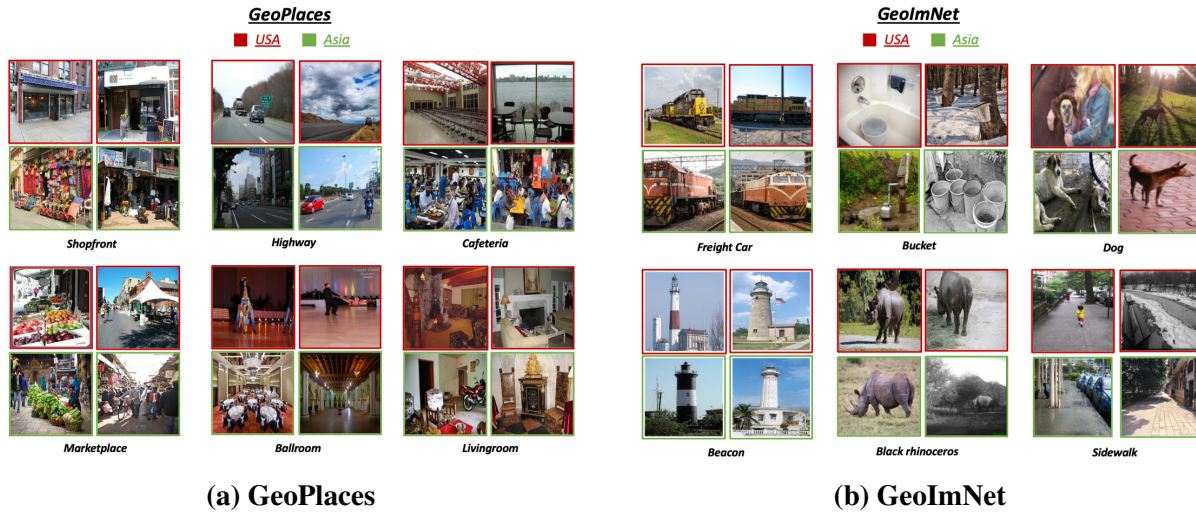 GeoPlaces
USA Asia
Shopfront
Highway
Cafeteria
Marketplace
Ballroom
Livingroom
(a) GeoPlaces
GeoImNet
USA Asia
Freight Car
Bucket
Dog
Beacon
Black rhinoceros
Sidewalk
(b) GeoImNet